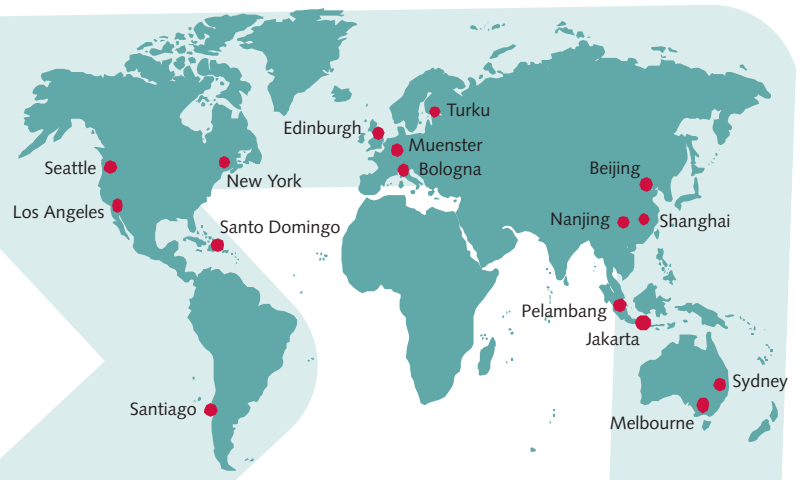 Turku
Edinburgh
Muenster
Seattle
Bologna
Beijing
New York
Los Angeles
Santo Domingo
Nanjing
Shanghai
Pelambang
Jakarta
Sydney
Santiago
Melbourne